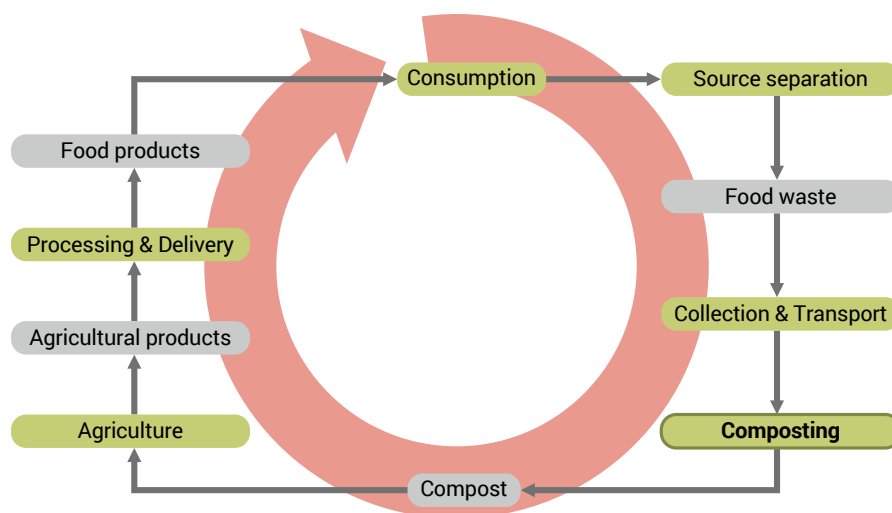 Consumption
Source separation
Food products
Food waste
Processing & Delivery
Collection & Transport
Agricultural products
Agriculture
Composting
Compost